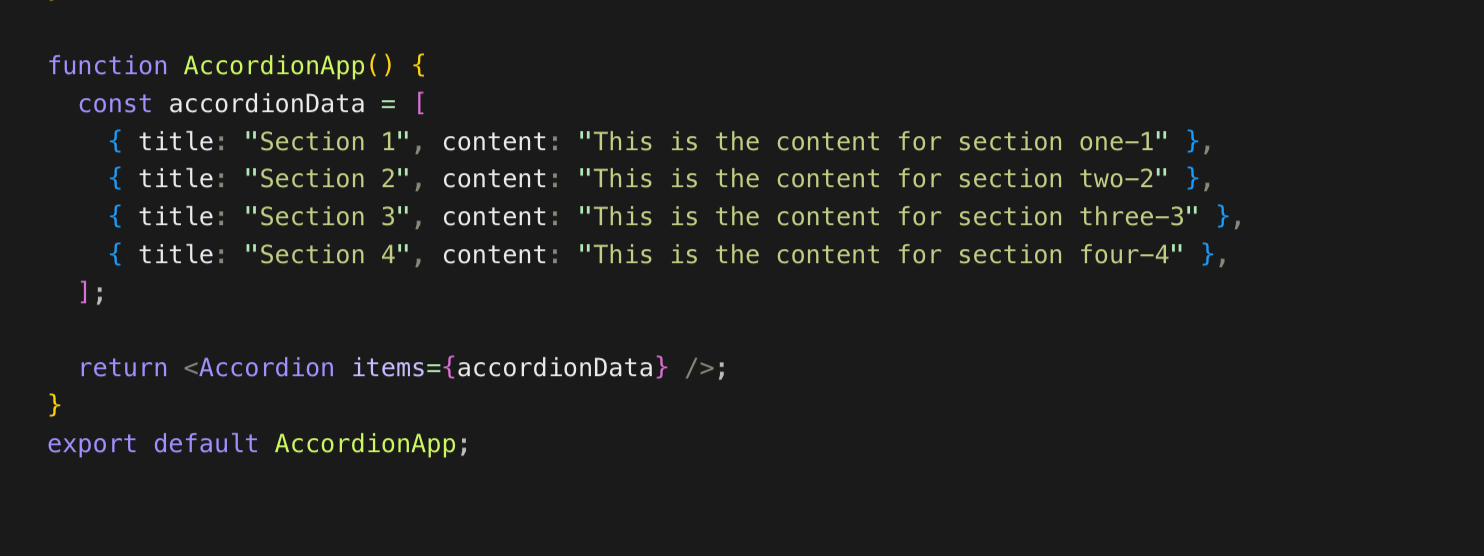 function AccordionApp() {
  const accordionData = [
    { title: "Section 1", content: "This is the content for section one-1" },
    { title: "Section 2", content: "This is the content for section two-2" },
    { title: "Section 3", content: "This is the content for section three-3" },
    { title: "Section 4", content: "This is the content for section four-4" },
  ];
  return <Accordion items={accordionData} />;
}
export default AccordionApp;